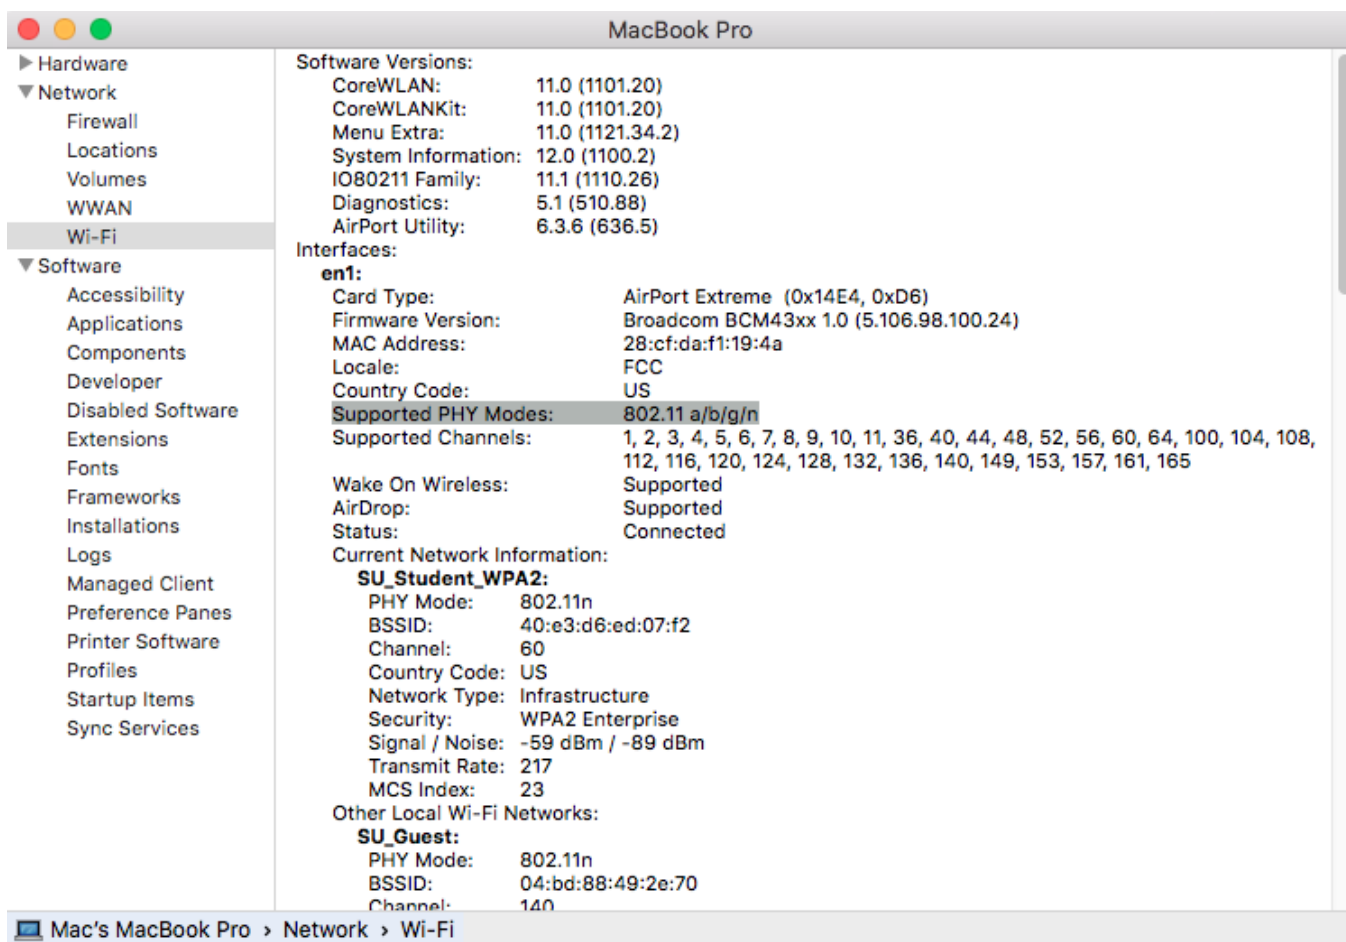 MacBook Pro
Hardware
Network
Firewall
Locations
Volumes
WWAN
Wi-Fi
Software
Accessibility
Applications
Components
Developer
Disabled Software
Extensions
Fonts
Frameworks
Installations
Logs
Managed Client
Preference Panes
Printer Software
Profiles
Startup Items
Sync Services
Software Versions:
CoreWLAN: 11.0 (1101.20)
CoreWLANKit: 11.0 (1101.20)
Menu Extra: 11.0 (1121.34.2)
System Information: 12.0 (1100.2)
IO80211 Family: 11.1 (1110.26)
Diagnostics: 5.1 (510.88)
AirPort Utility: 6.3.6 (636.5)
Interfaces:
en1:
Card Type: AirPort Extreme (0x14E4, 0xD6)
Firmware Version: Broadcom BCM43xx 1.0 (5.106.98.100.24)
MAC Address: 28:cf:da:f1:19:4a
Locale: FCC
Country Code: US
Supported PHY Modes: 802.11 a/b/g/n
Supported Channels: 1, 2, 3, 4, 5, 6, 7, 8, 9, 10, 11, 36, 40, 44, 48, 52, 56, 60, 64, 100, 104, 108,
112, 116, 120, 124, 128, 132, 136, 140, 149, 153, 157, 161, 165
Wake On Wireless: Supported
AirDrop: Supported
Status: Connected
Current Network Information:
SU_Student_WPA2:
PHY Mode: 802.11n
BSSID: 40:e3:d6:ed:07:f2
Channel: 60
Country Code: US
Network Type: Infrastructure
Security: WPA2 Enterprise
Signal / Noise: -59 dBm / -89 dBm
Transmit Rate: 217
MCS Index: 23
Other Local Wi-Fi Networks:
SU_Guest:
PHY Mode: 802.11n
BSSID: 04:bd:88:49:2e:70
Channel: 140
Mac's MacBook Pro › Network › Wi-Fi